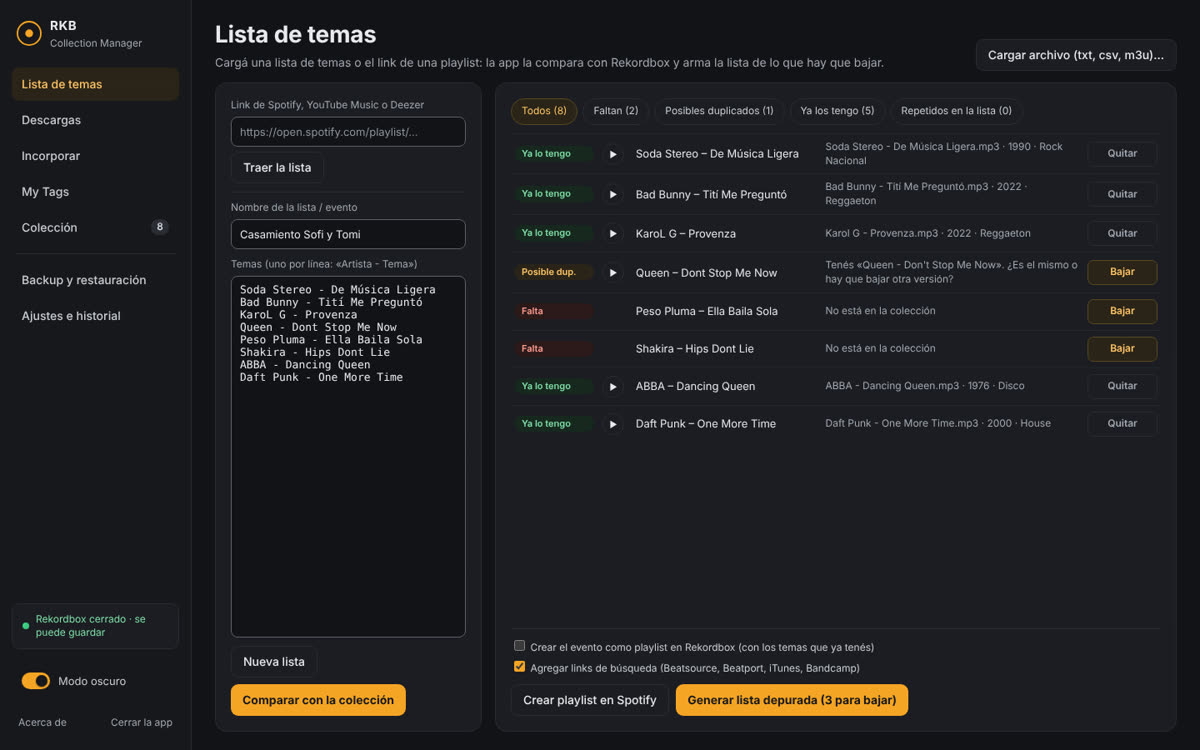 RKB
Collection Manager
Lista de temas
Descargas
Incorporar
My Tags
Colección
8
Backup y restauración
Ajustes e historial
Rekordbox cerrado · se
puede guardar
Modo oscuro
Acerca de
Cerrar la app
Lista de temas
Cargá una lista de temas o el link de una playlist: la app la compara con Rekordbox y arma la lista de lo que hay que bajar.
Cargar archivo (txt, csv, m3u)...
Link de Spotify, YouTube Music o Deezer
https://open.spotify.com/playlist/...
Traer la lista
Nombre de la lista / evento
Casamiento Sofi y Tomi
Temas (uno por línea: «Artista - Tema»)
Soda Stereo - De Música Ligera
Bad Bunny - Tití Me Preguntó
KaroL G - Provenza
Queen - Dont Stop Me Now
Peso Pluma - Ella Baila Sola
Shakira - Hips Dont Lie
ABBA - Dancing Queen
Daft Punk - One More Time
Nueva lista
Comparar con la colección
Todos (8)
Faltan (2)
Posibles duplicados (1)
Ya los tengo (5)
Repetidos en la lista (0)
Ya lo tengo
Soda Stereo – De Música Ligera
Soda Stereo - De Música Ligera.mp3 · 1990 · Rock
Nacional
Quitar
Ya lo tengo
Bad Bunny – Tití Me Preguntó
Bad Bunny - Tití Me Preguntó.mp3 · 2022 ·
Reggaeton
Quitar
Ya lo tengo
KaroL G – Provenza
Karol G - Provenza.mp3 · 2022 · Reggaeton
Quitar
Posible dup.
Queen – Dont Stop Me Now
Tenés «Queen - Don't Stop Me Now». ¿Es el mismo o
hay que bajar otra versión?
Bajar
Falta
Peso Pluma – Ella Baila Sola
No está en la colección
Bajar
Falta
Shakira – Hips Dont Lie
No está en la colección
Bajar
Ya lo tengo
ABBA – Dancing Queen
ABBA - Dancing Queen.mp3 · 1976 · Disco
Quitar
Ya lo tengo
Daft Punk – One More Time
Daft Punk - One More Time.mp3 · 2000 · House
Quitar
Crear el evento como playlist en Rekordbox (con los temas que ya tenés)
Agregar links de búsqueda (Beatsource, Beatport, iTunes, Bandcamp)
Crear playlist en Spotify
Generar lista depurada (3 para bajar)